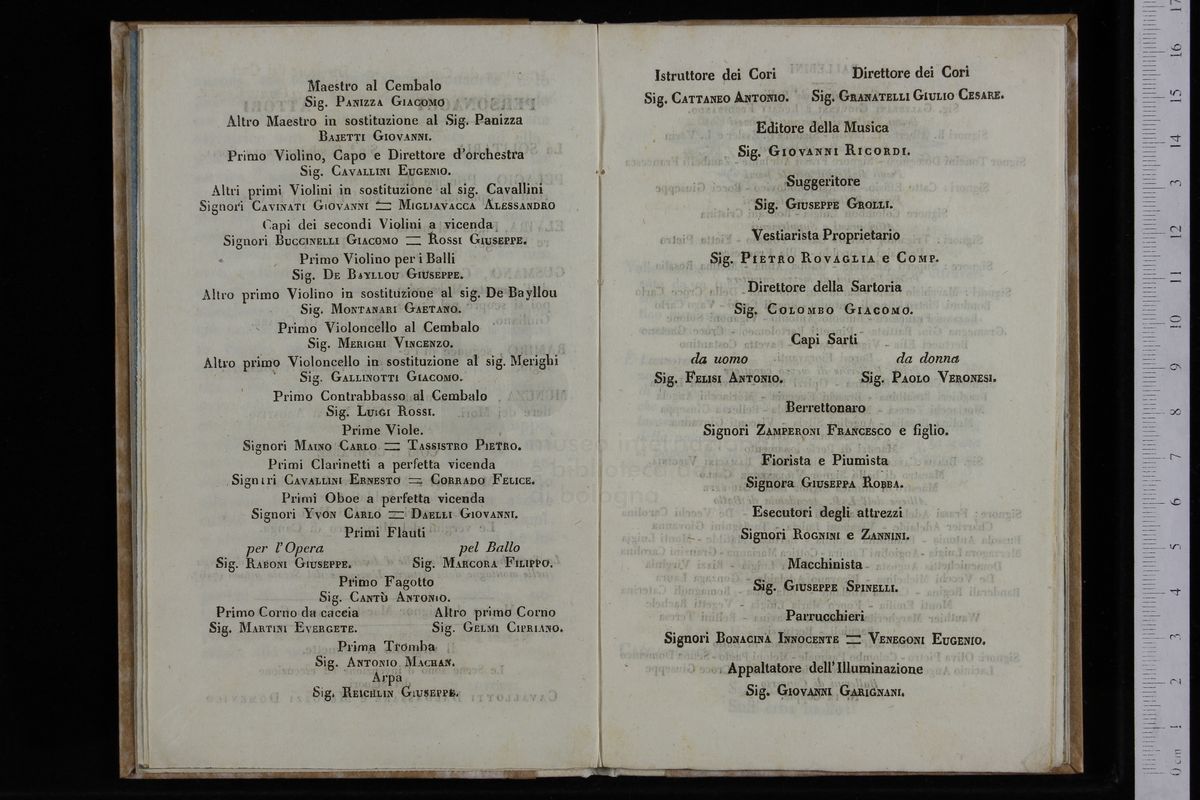 Maestro al Cembalo
Sig. PANIZZA GIACOMO
Altro Maestro in sostituzione al Sig. Panizza
BAJETTI GIOVANNI.
Primo Violino, Capo e Direttore d'orchestra
Sig. CAVALLINI EUGENIO.
Altri primi Violini in sostituzione al sig. Cavallini
Signori CAVINATI GIOVANNI = MIGLIAVACCA ALESSANDRO
Capi dei secondi Violini a vicenda
Signori BUCCINELLI GIACOMO = ROSSI GIUSEPPE.
Primo Violino per i Balli
Sig. DE BAYLLOU GIUSEPPE.
Altro primo Violino in sostituzione al sig. De Bayllou
Sig. MONTANARI GAETANO.
Primo Violoncello al Cembalo
Sig. MERIGHI VINCENZO.
Altro primo Violoncello in sostituzione al sig. Merighi
Sig. GALLINOTTI GIACOMO.
Primo Contrabbasso al Cembalo
Sig. LUIGI ROSSI.
Prime Viole.
Signori MAINO CARLO = TASSISTRO PIETRO.
Primi Clarinetti a perfetta vicenda
Signori CAVALLINI ERNESTO = CORRADO FELICE.
Primi Oboe a perfetta vicenda
Signori YVON CARLO = DAELLI GIOVANNI.
Primi Flauti
per l'Opera pel Ballo
Sig. RABONI GIUSEPPE. Sig. MARCORA FILIPPO.
Primo Fagotto
Sig. CANTÙ ANTONIO.
Primo Corno da caccia Altro primo Corno
Sig. MARTINI EVERGETE. Sig. GELMI CIPRIANO.
Prima Tromba
Sig. ANTONIO MACHAN.
Arpa
Sig. REICHLIN GIUSEPPE.
Istruttore dei Cori Direttore dei Cori
Sig. CATTANEO ANTONIO. Sig. GRANATELLI GIULIO CESARE.
Editore della Musica
Sig. GIOVANNI RICORDI.
Suggeritore
Sig. GIUSEPPE GROLLI.
Vestiarista Proprietario
Sig. PIETRO ROVAGLIA e COMP.
Direttore della Sartoria
Sig. COLOMBO GIACOMO.
Capi Sarti
da uomo da donna
Sig. FELISI ANTONIO. Sig. PAOLO VERONESI.
Berrettonaro
Signori ZAMPERONI FRANCESCO e figlio.
Fiorista e Piumista
Signora GIUSEPPA ROBBA.
Esecutori degli attrezzi
Signori ROGNINI e ZANNINI.
Macchinista
Sig. GIUSEPPE SPINELLI.
Parrucchieri
Signori BONACINA INNOCENTE = VENEGONI EUGENIO.
Appaltatore dell'Illuminazione
Sig. GIOVANNI GARIGNANI.